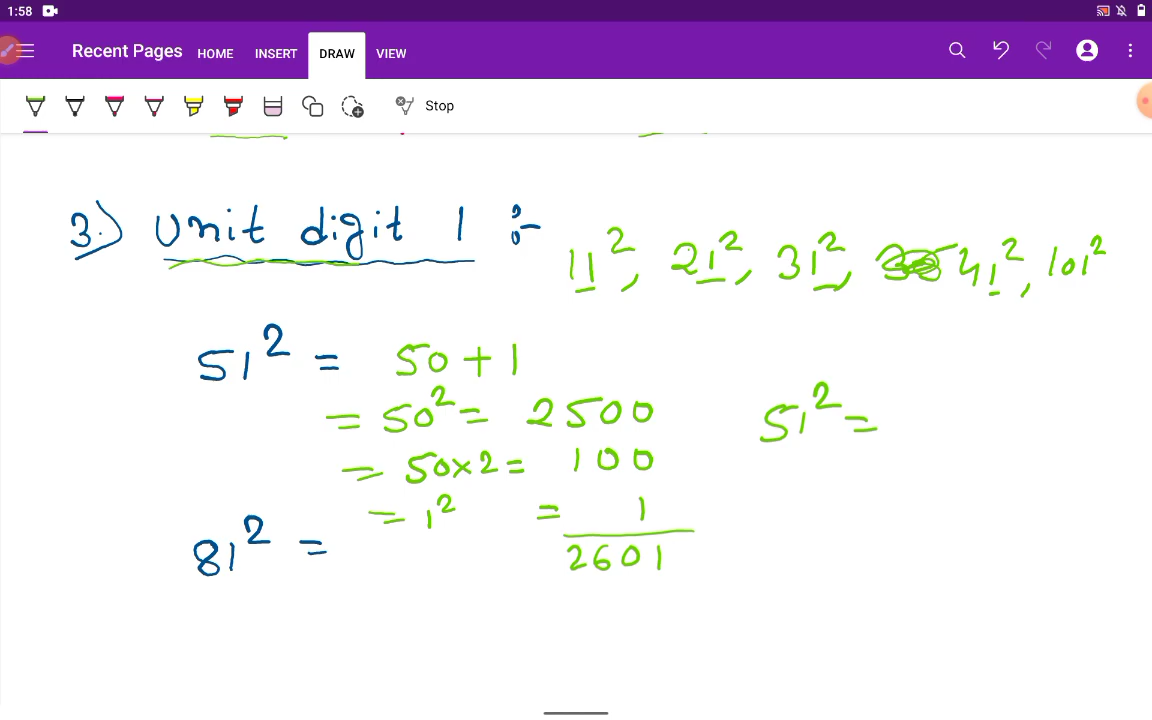 1:58
Recent Pages HOME INSERT DRAW VIEW
Stop
3.) Unit digit 1 :-
11², 21², 31², 41², 101²
51² = 50 + 1
= 50² = 2500
= 50 × 2 = 100
= 1² = 1
2601
51² =
81² =